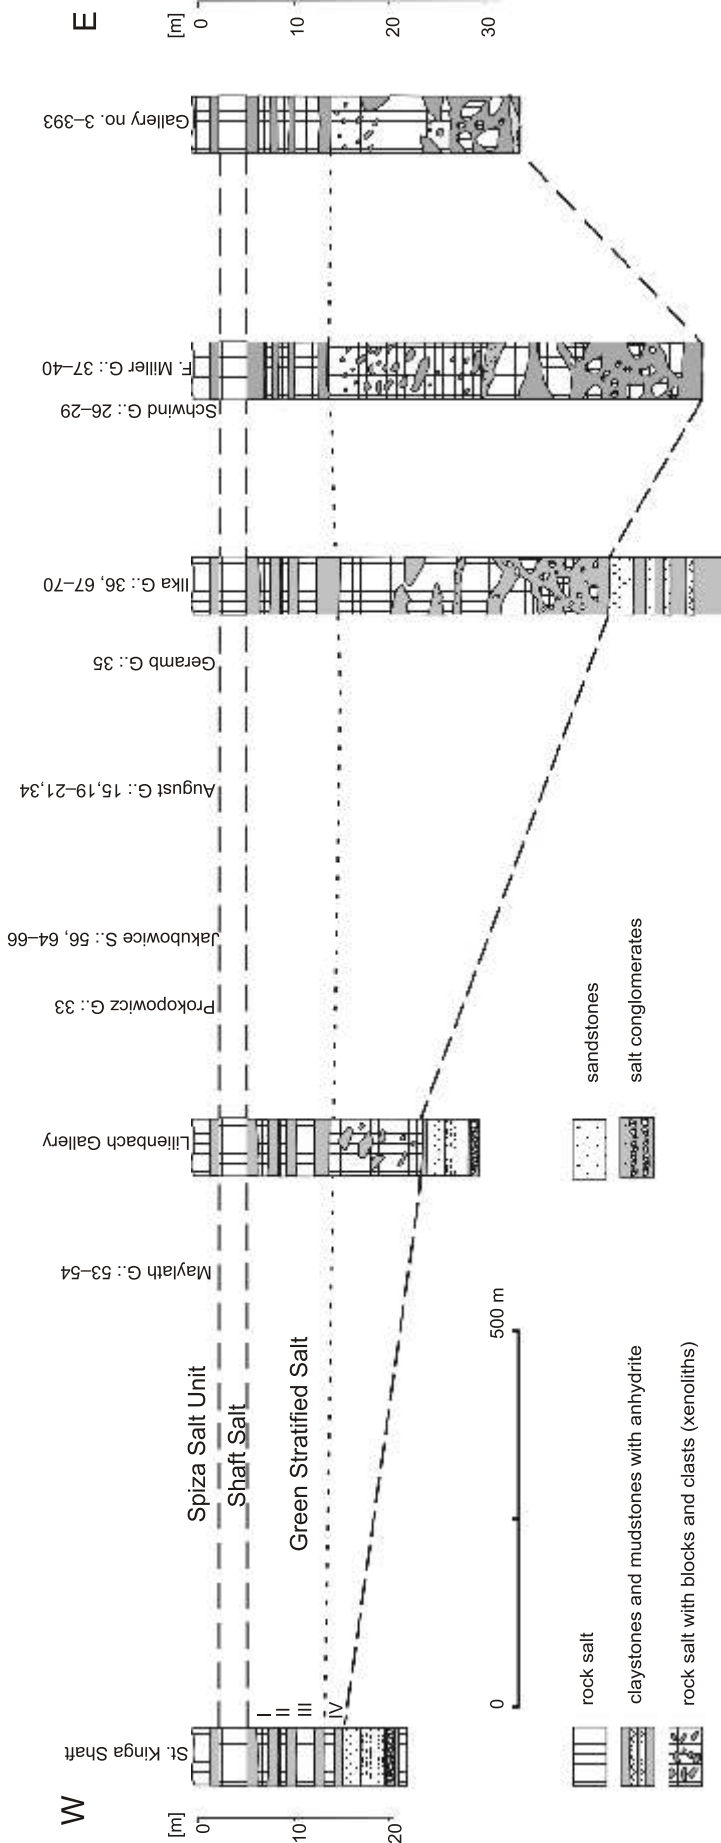 W
E
[m]
0
10
20
[m]
0
10
20
30
St. Kinga Shaft
Maylath G.: 53–54
Lilienbach Gallery
Prokopowicz G.: 33
Jakubowice S.: 56, 64–66
August G.: 15,19–21,34
Geramb G.: 35
Ilka G.: 36, 67–70
Schwind G.: 26–29
F. Miller G.: 37–40
Gallery no. 3–393
Spiza Salt Unit
Shaft Salt
Green Stratified Salt
I
II
III
IV
0
500 m
rock salt
claystones and mudstones with anhydrite
rock salt with blocks and clasts (xenoliths)
sandstones
salt conglomerates